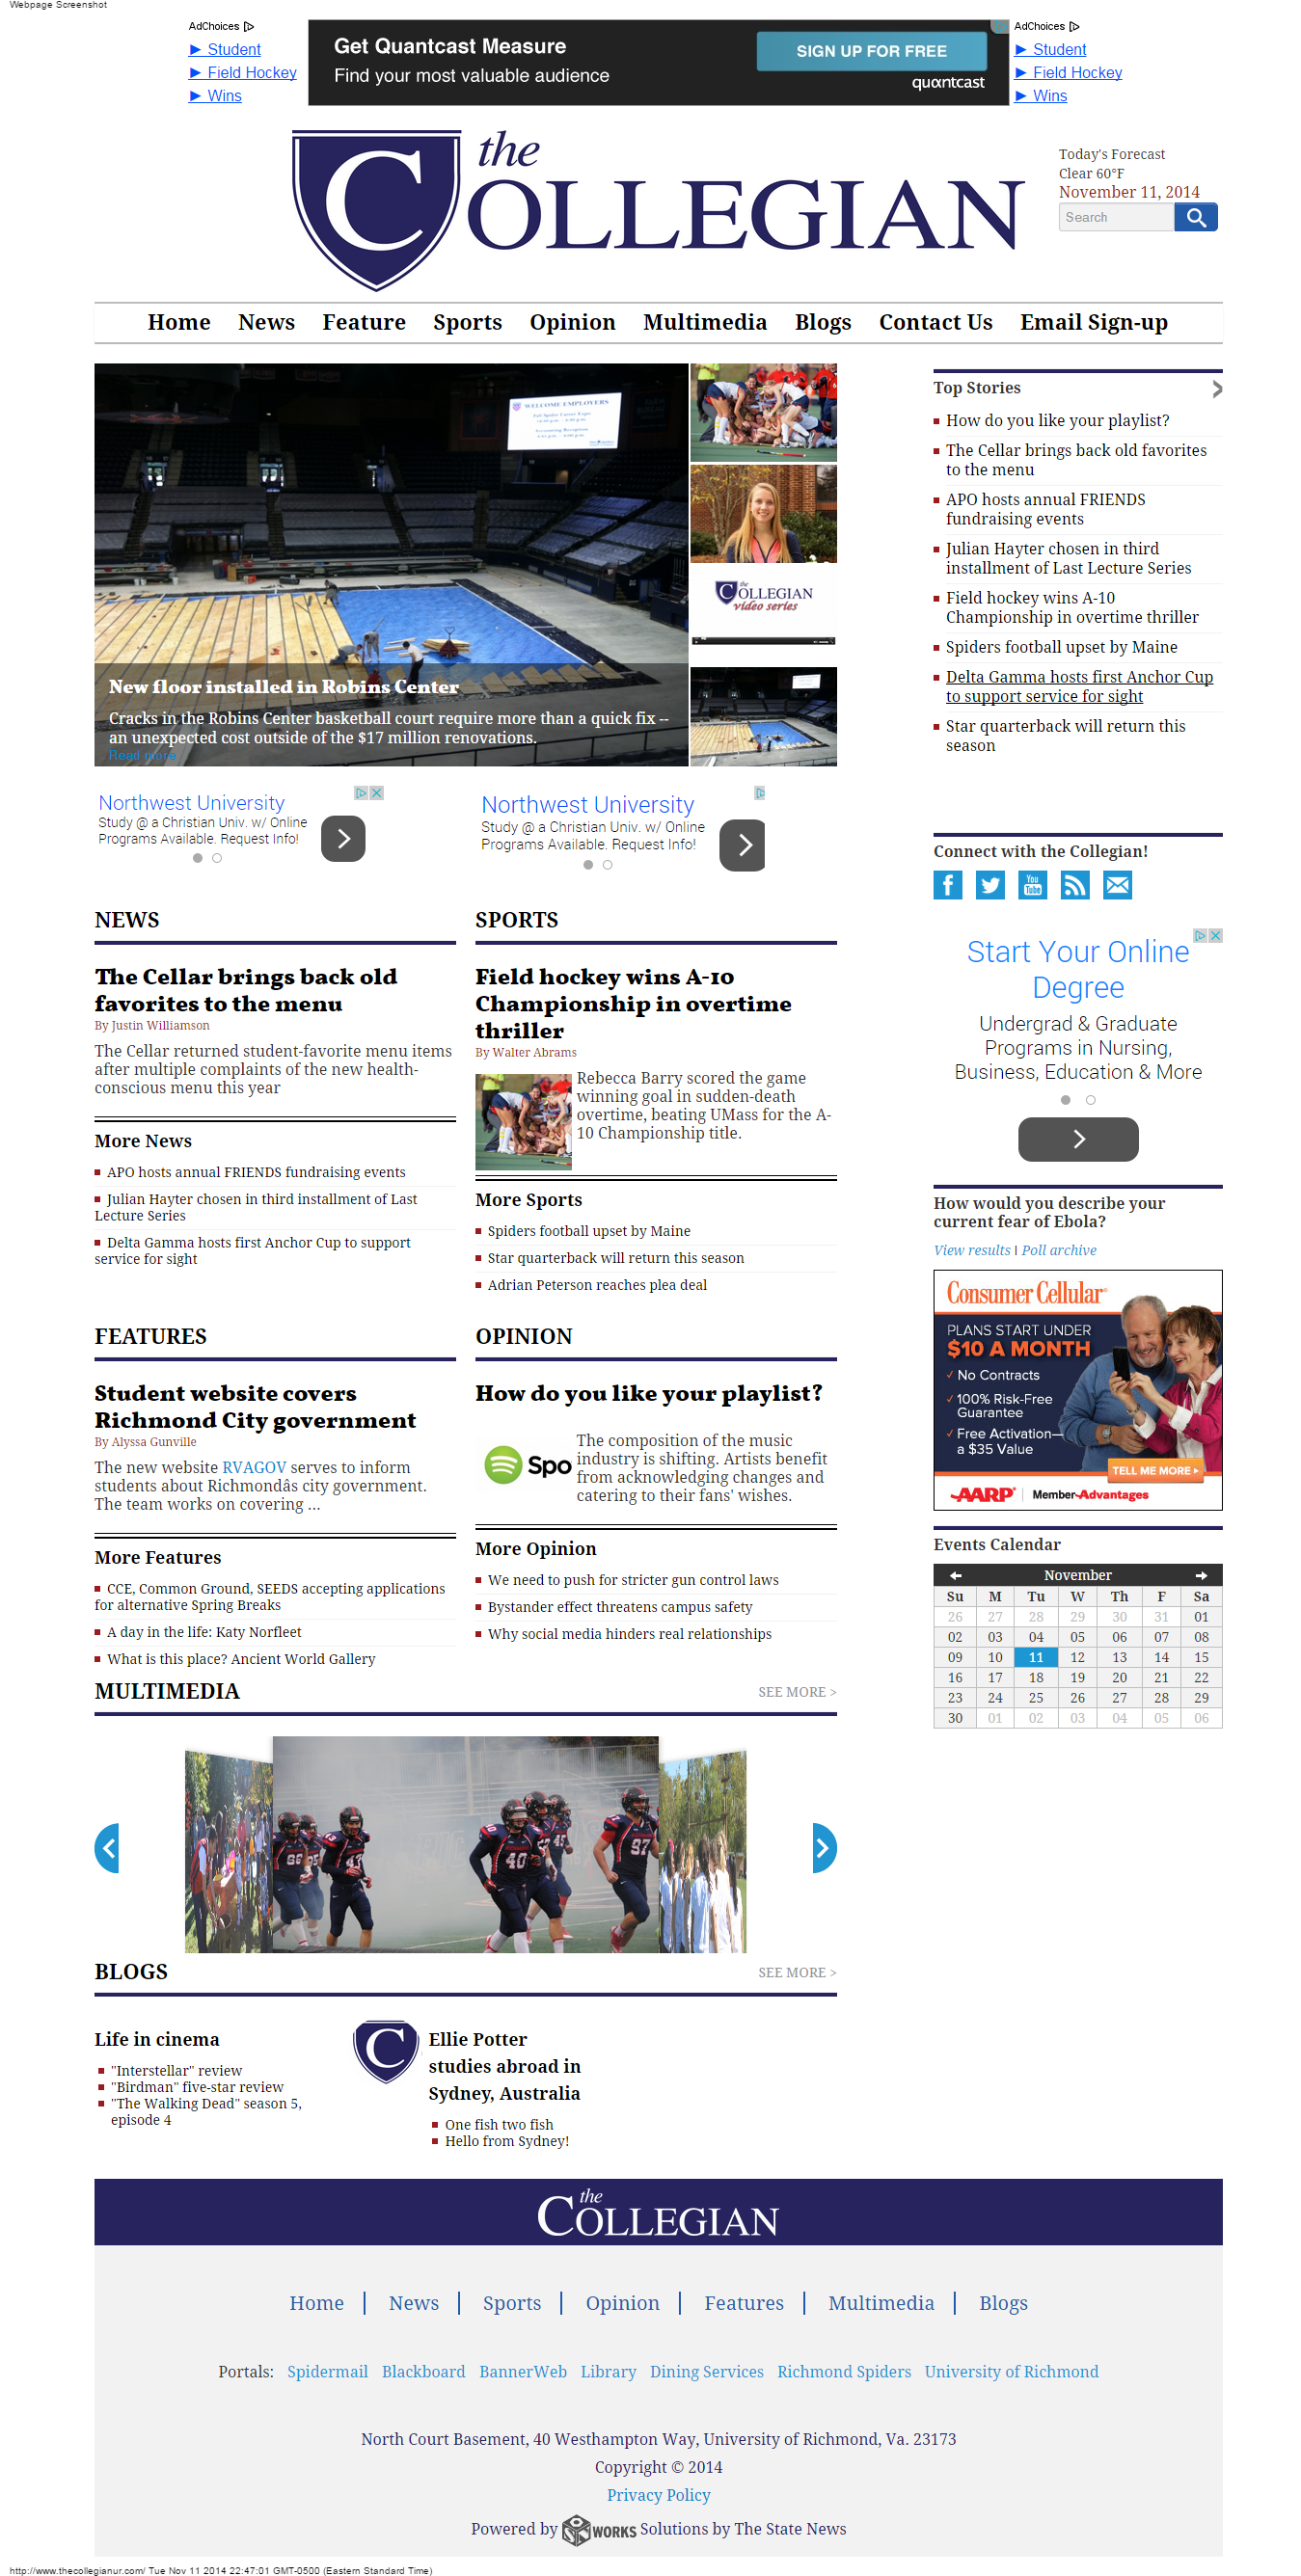 Webpage Screenshot
AdChoices
► Student
► Field Hockey
► Wins
Get Quantcast Measure
Find your most valuable audience
SIGN UP FOR FREE
quantcast
AdChoices
► Student
► Field Hockey
► Wins
the
COLLEGIAN
Today's Forecast
Clear 60°F
November 11, 2014
Search
Home News Feature Sports Opinion Multimedia Blogs Contact Us Email Sign-up
WELCOME EMPLOYERS
New floor installed in Robins Center
Cracks in the Robins Center basketball court require more than a quick fix --
an unexpected cost outside of the $17 million renovations.
Read more
the
COLLEGIAN
video series
Top Stories
How do you like your playlist?
The Cellar brings back old favorites
to the menu
APO hosts annual FRIENDS
fundraising events
Julian Hayter chosen in third
installment of Last Lecture Series
Field hockey wins A-10
Championship in overtime thriller
Spiders football upset by Maine
Delta Gamma hosts first Anchor Cup
to support service for sight
Star quarterback will return this
season
Northwest University
Study @ a Christian Univ. w/ Online
Programs Available. Request Info!
Northwest University
Study @ a Christian Univ. w/ Online
Programs Available. Request Info!
Connect with the Collegian!
You
Tube
Start Your Online
Degree
Undergrad & Graduate
Programs in Nursing,
Business, Education & More
NEWS
The Cellar brings back old
favorites to the menu
By Justin Williamson
The Cellar returned student-favorite menu items
after multiple complaints of the new health-
conscious menu this year
More News
APO hosts annual FRIENDS fundraising events
Julian Hayter chosen in third installment of Last
Lecture Series
Delta Gamma hosts first Anchor Cup to support
service for sight
SPORTS
Field hockey wins A-10
Championship in overtime
thriller
By Walter Abrams
Rebecca Barry scored the game
winning goal in sudden-death
overtime, beating UMass for the A-
10 Championship title.
More Sports
Spiders football upset by Maine
Star quarterback will return this season
Adrian Peterson reaches plea deal
How would you describe your
current fear of Ebola?
View results | Poll archive
Consumer Cellular
PLANS START UNDER
$10 A MONTH
✓ No Contracts
✓ 100% Risk-Free
Guarantee
✓ Free Activation—
a $35 Value
TELL ME MORE ▸
AARP | Member Advantages
FEATURES
Student website covers
Richmond City government
By Alyssa Gunville
The new website RVAGOV serves to inform
students about Richmondâs city government.
The team works on covering ...
More Features
CCE, Common Ground, SEEDS accepting applications
for alternative Spring Breaks
A day in the life: Katy Norfleet
What is this place? Ancient World Gallery
OPINION
How do you like your playlist?
Spo
The composition of the music
industry is shifting. Artists benefit
from acknowledging changes and
catering to their fans' wishes.
More Opinion
We need to push for stricter gun control laws
Bystander effect threatens campus safety
Why social media hinders real relationships
Events Calendar
November
Su M Tu W Th F Sa
26 27 28 29 30 31 01
02 03 04 05 06 07 08
09 10 11 12 13 14 15
16 17 18 19 20 21 22
23 24 25 26 27 28 29
30 01 02 03 04 05 06
MULTIMEDIA
SEE MORE >
43 40 45 97
BLOGS
SEE MORE >
Life in cinema
"Interstellar" review
"Birdman" five-star review
"The Walking Dead" season 5,
episode 4
C
Ellie Potter
studies abroad in
Sydney, Australia
One fish two fish
Hello from Sydney!
the
COLLEGIAN
Home | News | Sports | Opinion | Features | Multimedia | Blogs
Portals: Spidermail Blackboard BannerWeb Library Dining Services Richmond Spiders University of Richmond
North Court Basement, 40 Westhampton Way, University of Richmond, Va. 23173
Copyright © 2014
Privacy Policy
Powered by SNWORKS Solutions by The State News
http://www.thecollegianur.com/ Tue Nov 11 2014 22:47:01 GMT-0500 (Eastern Standard Time)